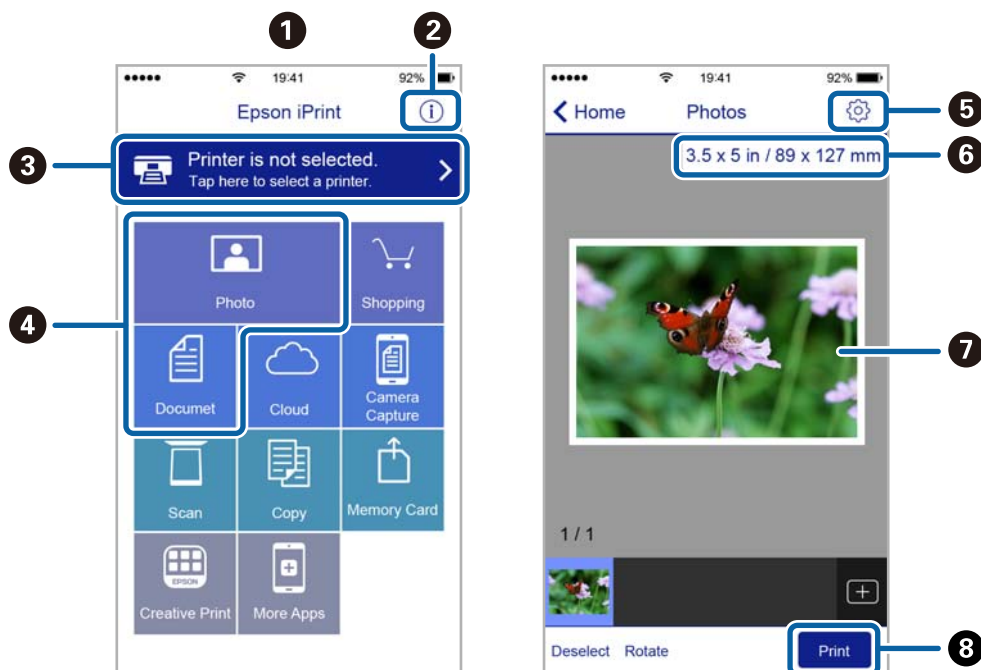 1
2
19:41
92%
Epson iPrint
i
3
Printer is not selected.
Tap here to select a printer.
4
Photo
Shopping
Documet
Cloud
Camera
Capture
Scan
Copy
Memory Card
EPSON
Creative Print
More Apps
19:41
92%
Home
Photos
5
3.5 x 5 in / 89 x 127 mm
6
7
1 / 1
Deselect
Rotate
Print
8